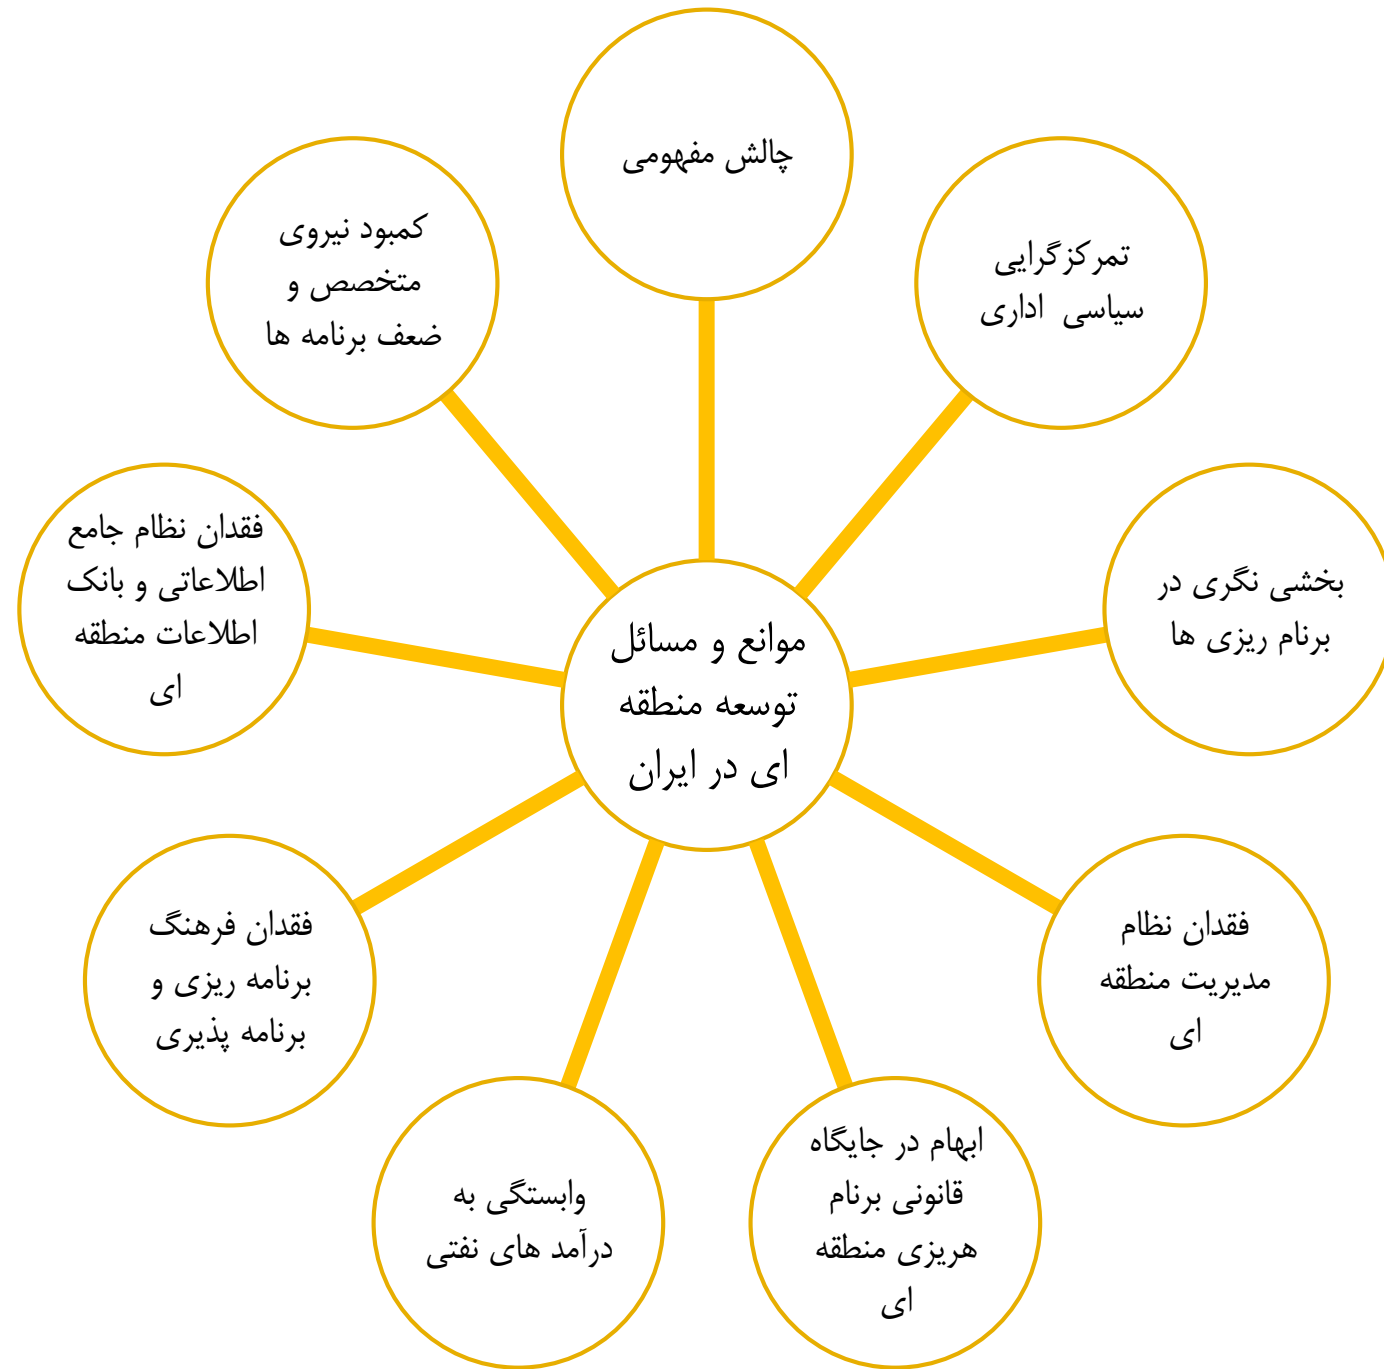 چالش مفهومی
تمرکزگرایی
سیاسی اداری
بخشی نگری در
برنام ریزی ها
فقدان نظام
مدیریت منطقه
ای
ابهام در جایگاه
قانونی برنام
هریزی منطقه
ای
وابستگی به
درآمد های نفتی
فقدان فرهنگ
برنامه ریزی و
برنامه پذیری
فقدان نظام جامع
اطلاعاتی و بانک
اطلاعات منطقه
ای
کمبود نیروی
متخصص و
ضعف برنامه ها
موانع و مسائل
توسعه منطقه
ای در ایران